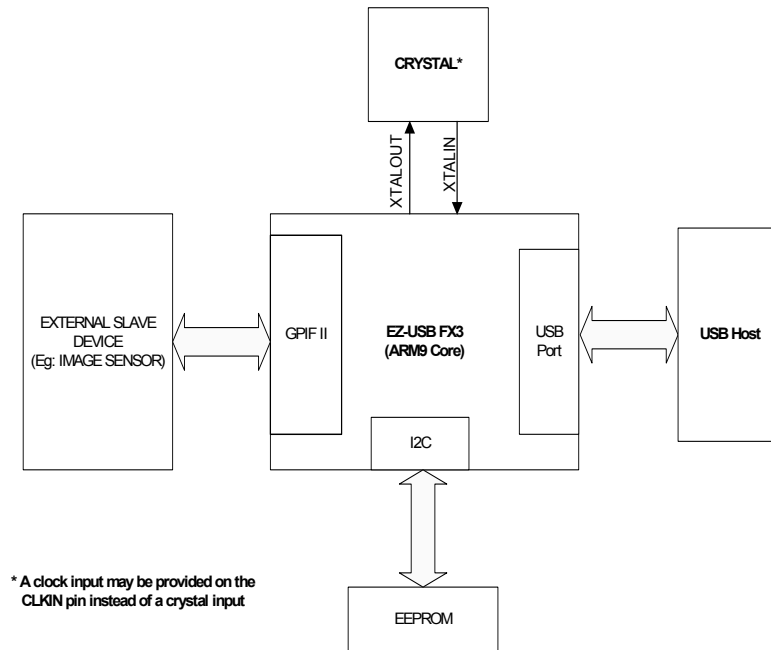 CRYSTAL*
XTALOUT
XTALIN
EXTERNAL SLAVE
DEVICE
(Eg: IMAGE SENSOR)
GPIF II
EZ-USB FX3
(ARM9 Core)
USB
Port
USB Host
I2C
* A clock input may be provided on the
CLKIN pin instead of a crystal input
EEPROM